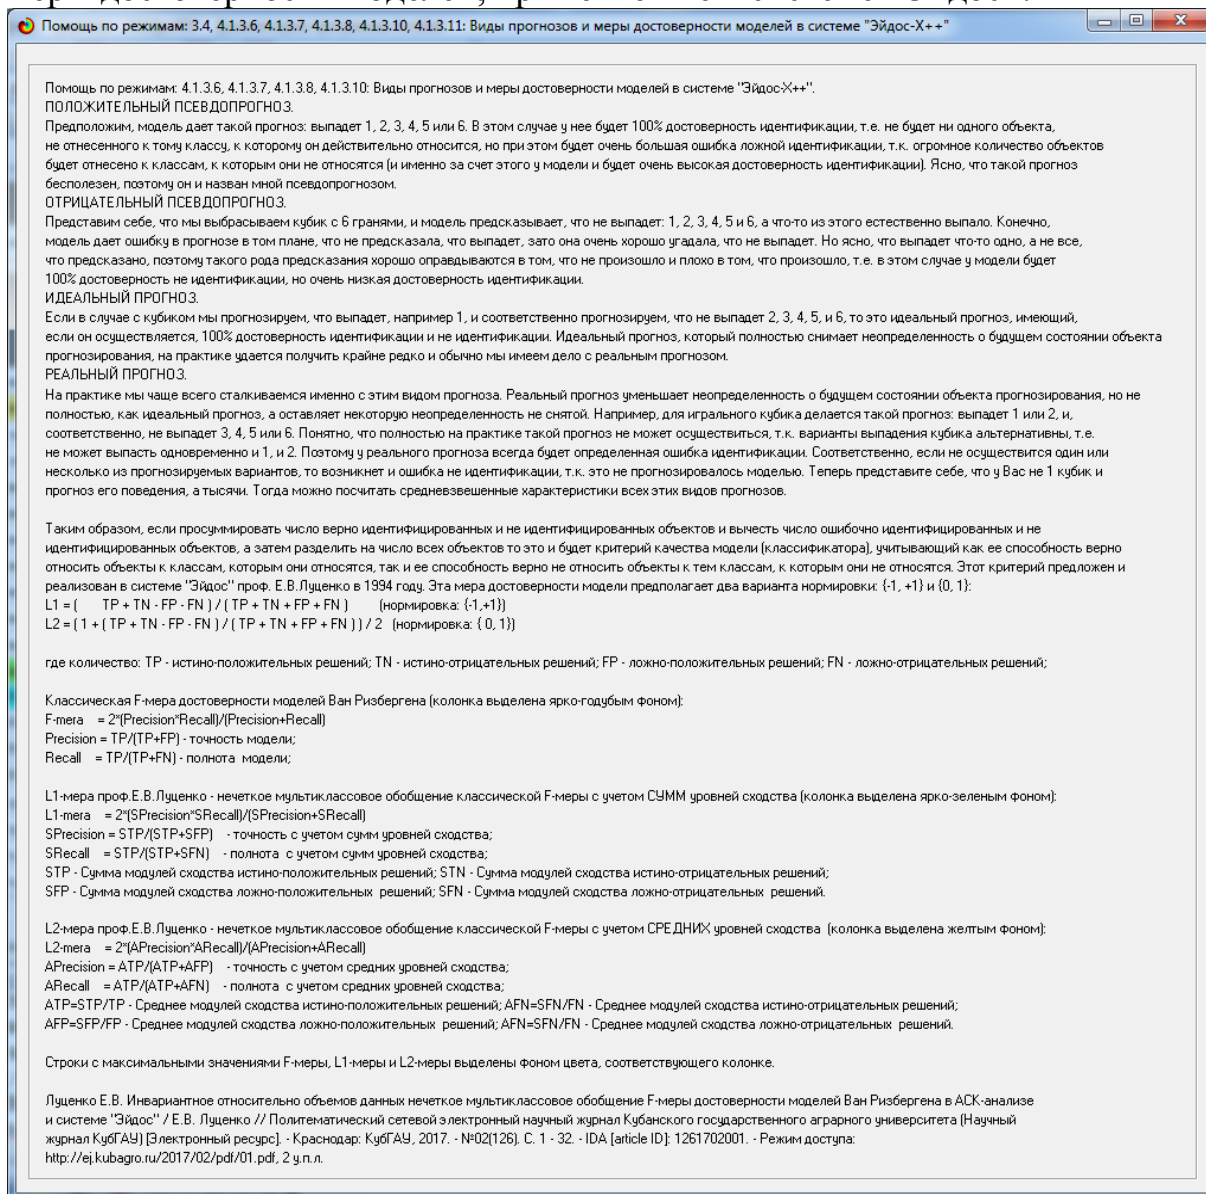 Помощь по режимам: 3.4, 4.1.3.6, 4.1.3.7, 4.1.3.8, 4.1.3.10, 4.1.3.11: Виды прогнозов и меры достоверности моделей в системе "Эйдос-Х++"
Помощь по режимам: 4.1.3.6, 4.1.3.7, 4.1.3.8, 4.1.3.10: Виды прогнозов и меры достоверности моделей в системе "Эйдос-Х++".
ПОЛОЖИТЕЛЬНЫЙ ПСЕВДОПРОГНОЗ.
Предположим, модель дает такой прогноз: выпадет 1, 2, 3, 4, 5 или 6. В этом случае у нее будет 100% достоверность идентификации, т.е. не будет ни одного объекта,
не отнесенного к тому классу, к которому он действительно относится, но при этом будет очень большая ошибка ложной идентификации, т.к. огромное количество объектов
будет отнесено к классам, к которым они не относятся (и именно за счет этого у модели и будет очень высокая достоверность идентификации). Ясно, что такой прогноз
бесполезен, поэтому он и назван мной псевдопрогнозом.
ОТРИЦАТЕЛЬНЫЙ ПСЕВДОПРОГНОЗ.
Представим себе, что мы выбрасываем кубик с 6 гранями, и модель предсказывает, что не выпадет: 1, 2, 3, 4, 5 и 6, а что-то из этого естественно выпало. Конечно,
модель дает ошибку в прогнозе в том плане, что не предсказала, что выпадет, зато она очень хорошо угадала, что не выпадет. Но ясно, что выпадет что-то одно, а не все,
что предсказано, поэтому такого рода предсказания хорошо оправдываются в том, что не произошло и плохо в том, что произошло, т.е. в этом случае у модели будет
100% достоверность не идентификации, но очень низкая достоверность идентификации.
ИДЕАЛЬНЫЙ ПРОГНОЗ.
Если в случае с кубиком мы прогнозируем, что выпадет, например 1, и соответственно прогнозируем, что не выпадет 2, 3, 4, 5, и 6, то это идеальный прогноз, имеющий,
если он осуществляется, 100% достоверность идентификации и не идентификации. Идеальный прогноз, который полностью снимает неопределенность о будущем состоянии объекта
прогнозирования, на практике удается получить крайне редко и обычно мы имеем дело с реальным прогнозом.
РЕАЛЬНЫЙ ПРОГНОЗ.
На практике мы чаще всего сталкиваемся именно с этим видом прогноза. Реальный прогноз уменьшает неопределенность о будущем состоянии объекта прогнозирования, но не
полностью, как идеальный прогноз, а оставляет некоторую неопределенность не снятой. Например, для игрального кубика делается такой прогноз: выпадет 1 или 2, и,
соответственно, не выпадет 3, 4, 5 или 6. Понятно, что полностью на практике такой прогноз не может осуществиться, т.к. варианты выпадения кубика альтернативны, т.е.
не может выпасть одновременно и 1, и 2. Поэтому у реального прогноза всегда будет определенная ошибка идентификации. Соответственно, если не осуществится один или
несколько из прогнозируемых вариантов, то возникнет и ошибка не идентификации, т.к. это не прогнозировалось моделью. Теперь представите себе, что у Вас не 1 кубик и
прогноз его поведения, а тысячи. Тогда можно посчитать средневзвешенные характеристики всех этих видов прогнозов.
Таким образом, если просуммировать число верно идентифицированных и не идентифицированных объектов и вычесть число ошибочно идентифицированных и не
идентифицированных объектов, а затем разделить на число всех объектов то это и будет критерий качества модели (классификатора), учитывающий как ее способность верно
относить объекты к классам, которым они относятся, так и ее способность верно не относить объекты к тем классам, к которым они не относятся. Этот критерий предложен и
реализован в системе "Эйдос" проф. Е.В.Луценко в 1994 году. Эта мера достоверности модели предполагает два варианта нормировки: {-1, +1} и {0, 1}:
L1 = ( TP + TN - FP - FN ) / ( TP + TN + FP + FN ) (нормировка: {-1,+1})
L2 = ( 1 + ( TP + TN - FP - FN ) / ( TP + TN + FP + FN ) ) / 2 (нормировка: { 0, 1})
где количество: TP - истино-положительных решений; TN - истино-отрицательных решений; FP - ложно-положительных решений; FN - ложно-отрицательных решений;
Классическая F-мера достоверности моделей Ван Ризбергена (колонка выделена ярко-годубым фоном):
F-mera = 2*(Precision*Recall)/(Precision+Recall)
Precision = TP/(TP+FP) - точность модели;
Recall = TP/(TP+FN) - полнота модели;
L1-мера проф.Е.В.Луценко - нечеткое мультиклассовое обобщение классической F-меры с учетом СУММ уровней сходства (колонка выделена ярко-зеленым фоном):
L1-mera = 2*(SPrecision*SRecall)/(SPrecision+SRecall)
SPrecision = STP/(STP+SFP) - точность с учетом сумм уровней сходства;
SRecall = STP/(STP+SFN) - полнота с учетом сумм уровней сходства;
STP - Сумма модулей сходства истино-положительных решений; STN - Сумма модулей сходства истино-отрицательных решений;
SFP - Сумма модулей сходства ложно-положительных решений; SFN - Сумма модулей сходства ложно-отрицательных решений.
L2-мера проф.Е.В.Луценко - нечеткое мультиклассовое обобщение классической F-меры с учетом СРЕДНИХ уровней сходства (колонка выделена желтым фоном):
L2-mera = 2*(APrecision*ARecall)/(APrecision+ARecall)
APrecision = ATP/(ATP+AFP) - точность с учетом средних уровней сходства;
ARecall = ATP/(ATP+AFN) - полнота с учетом средних уровней сходства;
ATP=STP/TP - Среднее модулей сходства истино-положительных решений; AFN=SFN/FN - Среднее модулей сходства истино-отрицательных решений;
AFP=SFP/FP - Среднее модулей сходства ложно-положительных решений; AFN=SFN/FN - Среднее модулей сходства ложно-отрицательных решений.
Строки с максимальными значениями F-меры, L1-меры и L2-меры выделены фоном цвета, соответствующего колонке.
Луценко Е.В. Инвариантное относительно объемов данных нечеткое мультиклассовое обобщение F-меры достоверности моделей Ван Ризбергена в АСК-анализе
и системе "Эйдос" / Е.В. Луценко // Политематический сетевой электронный научный журнал Кубанского государственного аграрного университета (Научный
журнал КубГАУ) [Электронный ресурс]. - Краснодар: КубГАУ, 2017. - №02(126). С. 1 - 32. - IDA [article ID]: 1261702001. - Режим доступа:
http://ej.kubagro.ru/2017/02/pdf/01.pdf, 2 у.п.л.